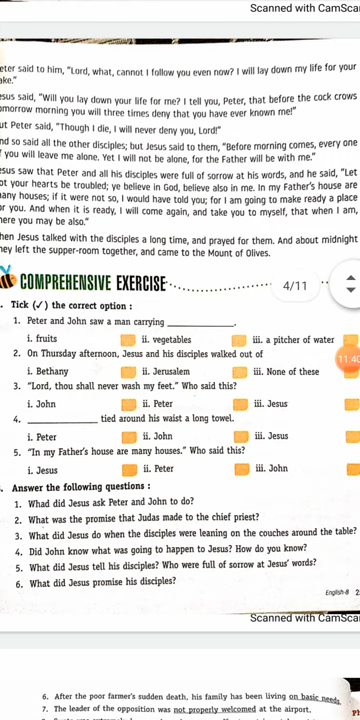 Scanned with CamSca
eter said to him, "Lord, what, cannot I follow you even now? I will lay down my life for your
ake."
esus said, "Will you lay down your life for me? I tell you, Peter, that before the cock crows
omorrow morning you will three times deny that you have ever known me!"
ut Peter said, "Though I die, I will never deny you, Lord!"
nd so said all the other disciples; but Jesus said to them, "Before morning comes, every one
f you will leave me alone. Yet I will not be alone, for the Father will be with me."
esus saw that Peter and all his disciples were full of sorrow at his words, and he said, "Let
ot your hearts be troubled; ye believe in God, believe also in me. In my Father's house are
any houses; if it were not so, I would have told you; for I am going to make ready a place
or you. And when it is ready, I will come again, and take you to myself, that when I am,
here you may be also."
hen Jesus talked with the disciples a long time, and prayed for them. And about midnight
hey left the supper-room together, and came to the Mount of Olives.
COMPREHENSIVE EXERCISE
4/11
. Tick (✓) the correct option :
1. Peter and John saw a man carrying ____________.
i. fruits ii. vegetables iii. a pitcher of water
2. On Thursday afternoon, Jesus and his disciples walked out of
11:40
i. Bethany ii. Jerusalem iii. None of these
3. "Lord, thou shall never wash my feet." Who said this?
i. John ii. Peter iii. Jesus
4. ____________ tied around his waist a long towel.
i. Peter ii. John iii. Jesus
5. "In my Father's house are many houses." Who said this?
i. Jesus ii. Peter iii. John
. Answer the following questions :
1. Whad did Jesus ask Peter and John to do?
2. What was the promise that Judas made to the chief priest?
3. What did Jesus do when the disciples were leaning on the couches around the table?
4. Did John know what was going to happen to Jesus? How do you know?
5. What did Jesus tell his disciples? Who were full of sorrow at Jesus' words?
6. What did Jesus promise his disciples?
English-8 2
Scanned with CamSca
6. After the poor farmer's sudden death, his family has been living on basic needs.
7. The leader of the opposition was not properly welcomed at the airport.